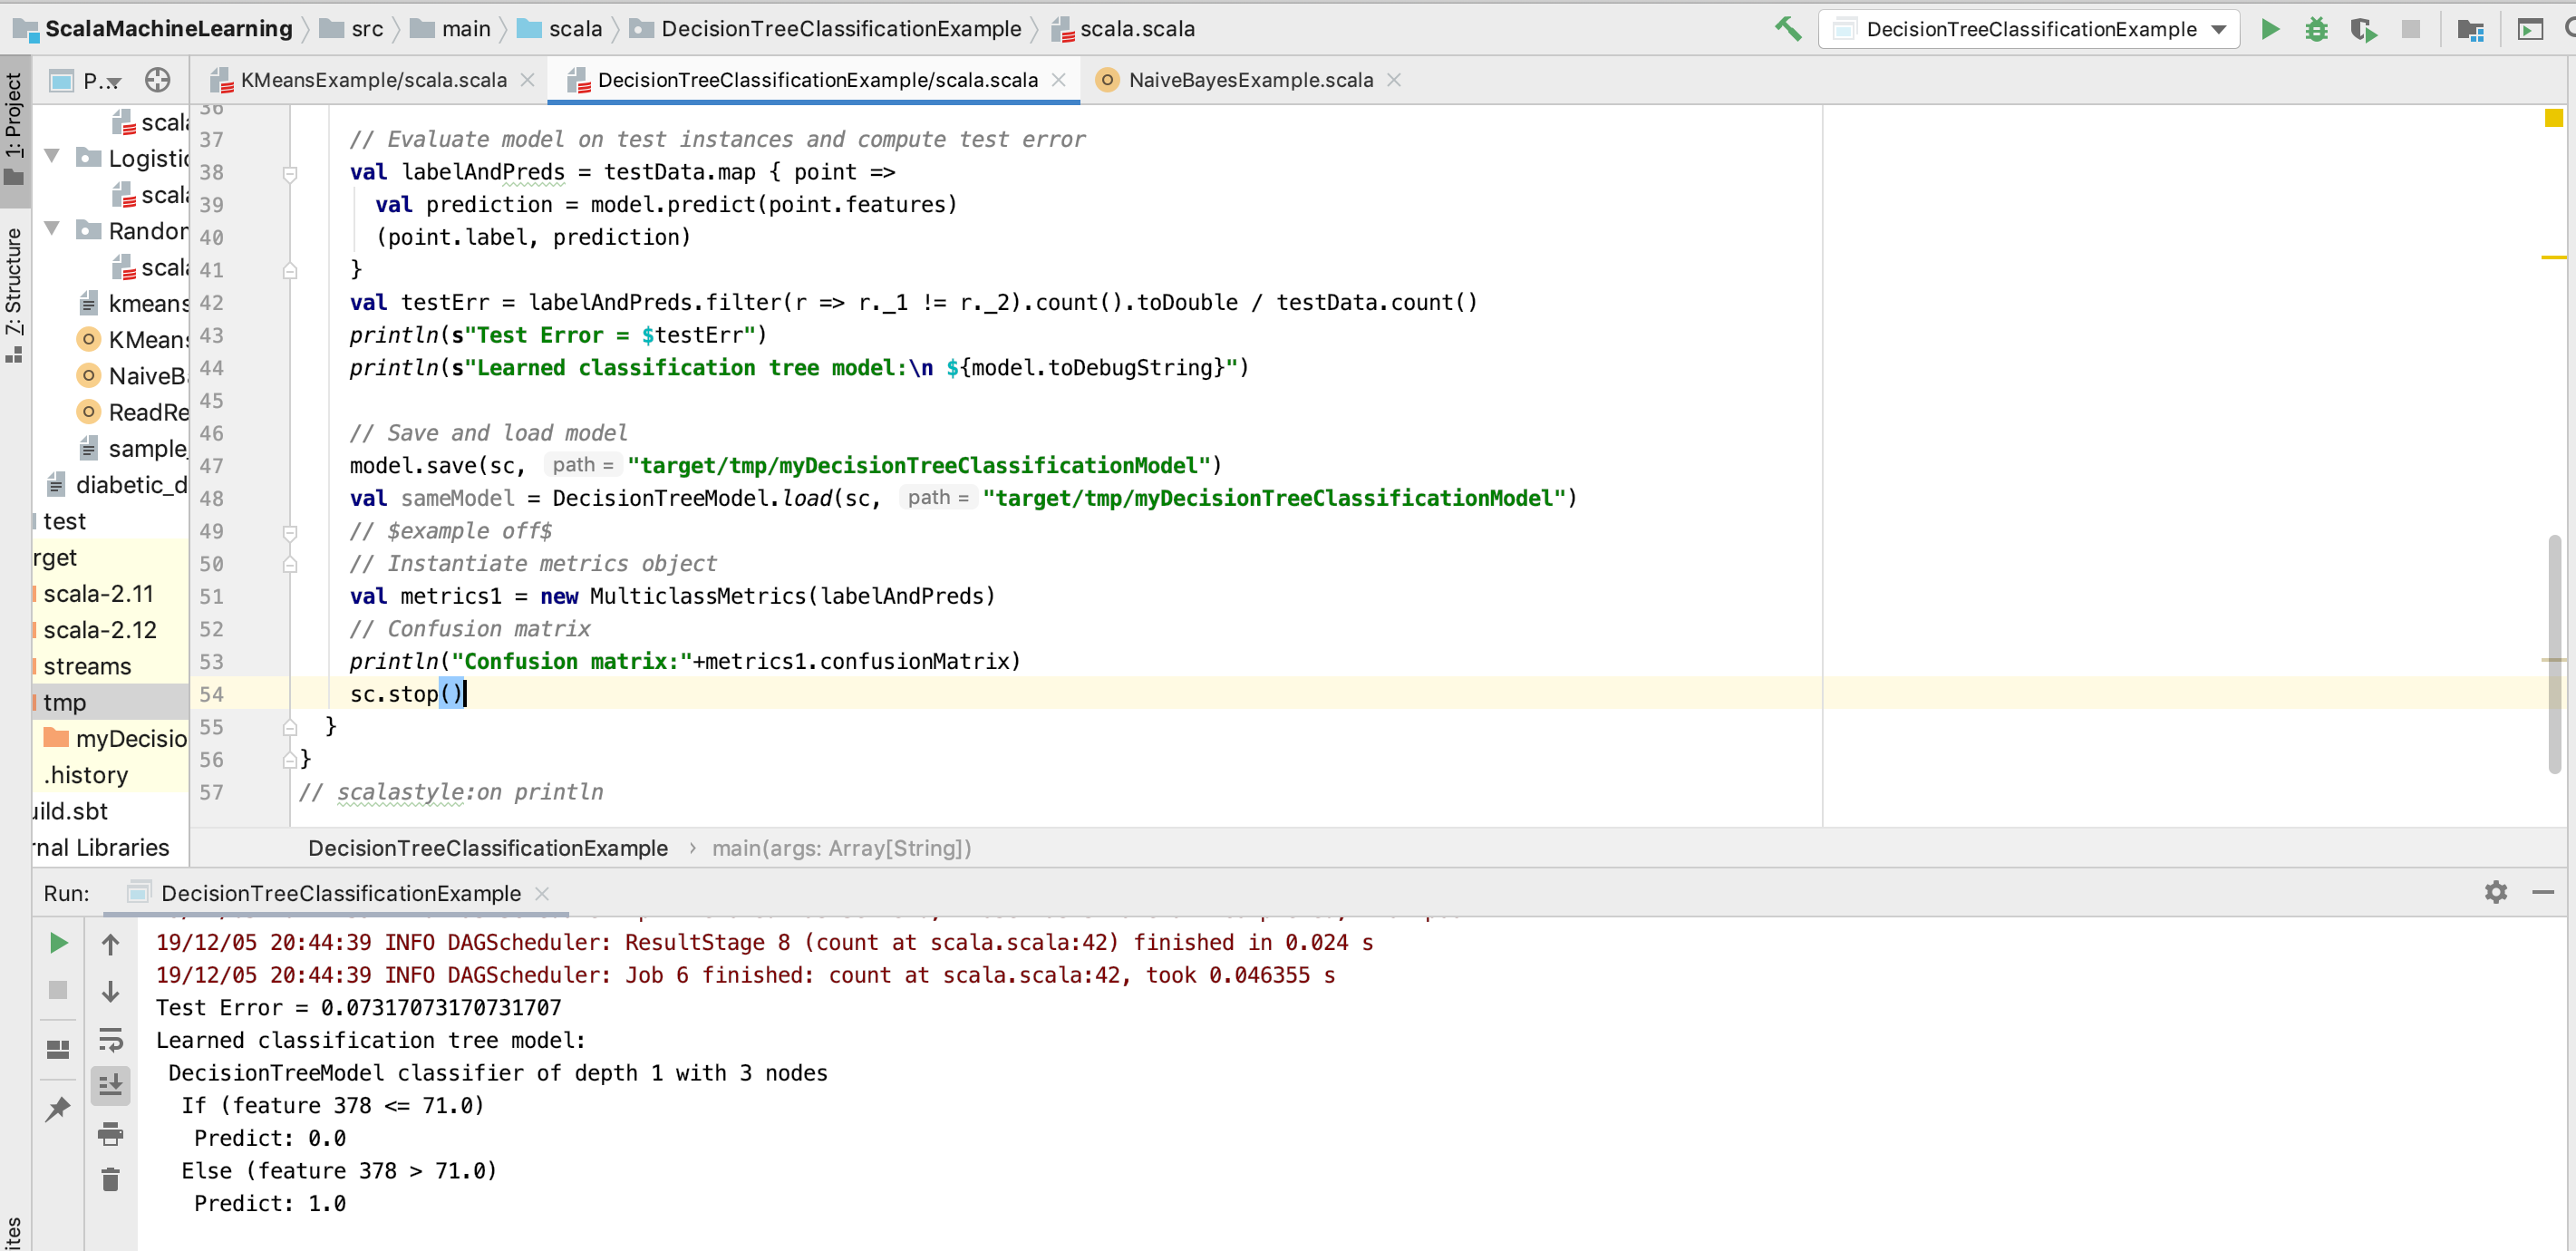 ScalaMachineLearning src main scala DecisionTreeClassificationExample scala.scala DecisionTreeClassificationExample
1: Project
7: Structure
P... KMeansExample/scala.scala DecisionTreeClassificationExample/scala.scala NaiveBayesExample.scala
scala
Logistic
scala
Random
scala
kmeans
KMeans
NaiveBa
ReadRe
sample_
diabetic_d
test
rget
scala-2.11
scala-2.12
streams
tmp
myDecisio
.history
uild.sbt
rnal Libraries
36
37 // Evaluate model on test instances and compute test error
38 val labelAndPreds = testData.map { point =>
39 val prediction = model.predict(point.features)
40 (point.label, prediction)
41 }
42 val testErr = labelAndPreds.filter(r => r._1 != r._2).count().toDouble / testData.count()
43 println(s"Test Error = $testErr")
44 println(s"Learned classification tree model:\n ${model.toDebugString}")
45
46 // Save and load model
47 model.save(sc, path = "target/tmp/myDecisionTreeClassificationModel")
48 val sameModel = DecisionTreeModel.load(sc, path = "target/tmp/myDecisionTreeClassificationModel")
49 // $example off$
50 // Instantiate metrics object
51 val metrics1 = new MulticlassMetrics(labelAndPreds)
52 // Confusion matrix
53 println("Confusion matrix:"+metrics1.confusionMatrix)
54 sc.stop()
55 }
56 }
57 // scalastyle:on println
DecisionTreeClassificationExample › main(args: Array[String])
Run: DecisionTreeClassificationExample
19/12/05 20:44:39 INFO DAGScheduler: ResultStage 8 (count at scala.scala:42) finished in 0.024 s
19/12/05 20:44:39 INFO DAGScheduler: Job 6 finished: count at scala.scala:42, took 0.046355 s
Test Error = 0.07317073170731707
Learned classification tree model:
DecisionTreeModel classifier of depth 1 with 3 nodes
If (feature 378 <= 71.0)
Predict: 0.0
Else (feature 378 > 71.0)
Predict: 1.0
ites